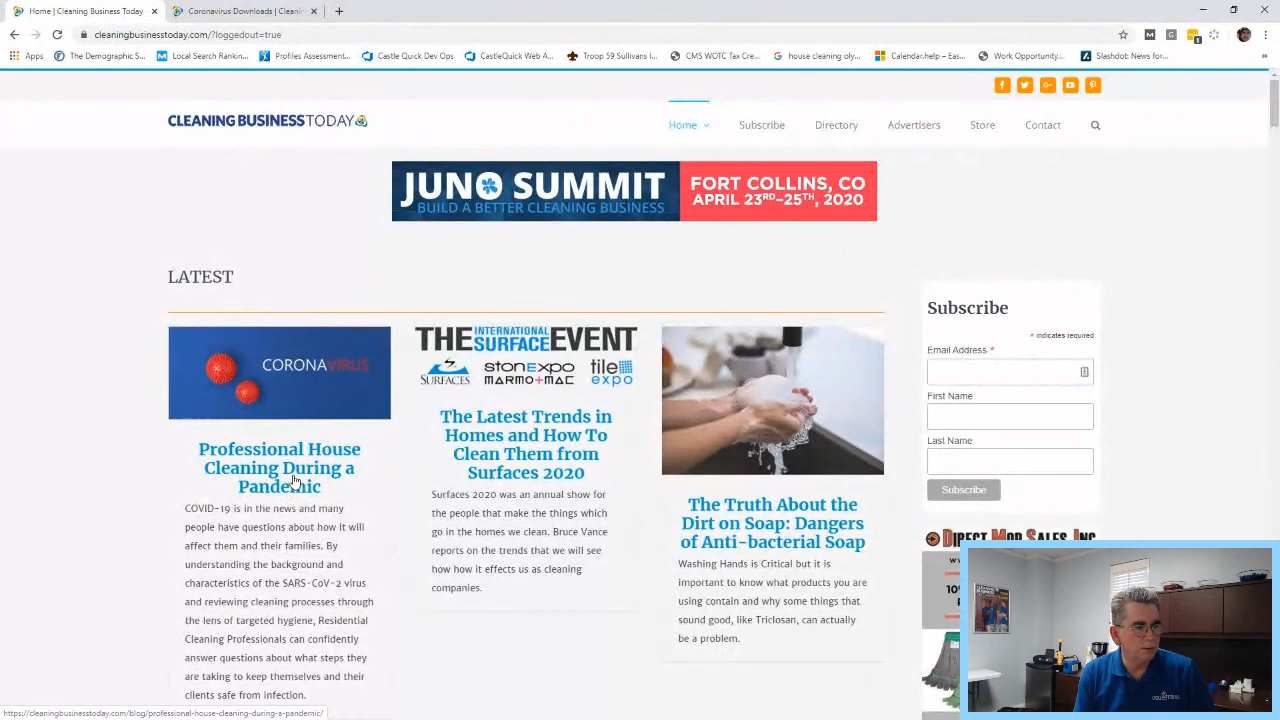 Home | Cleaning Business Today
Coronavirus Downloads | Cleani
cleaningbusinesstoday.com/?loggedout=true
Apps
The Demographic S...
Local Search Rankin...
Profiles Assessment...
Castle Quick Dev Ops
CastleQuick Web A...
Troop 59 Sullivans I...
CMS WOTC Tax Cre...
house cleaning oly...
Calendar.help – Eas...
Work Opportunity...
Slashdot: News for...
CLEANING BUSINESS TODAY
Home
Subscribe
Directory
Advertisers
Store
Contact
JUNO SUMMIT
BUILD A BETTER CLEANING BUSINESS
FORT COLLINS, CO
APRIL 23RD–25TH, 2020
LATEST
CORONAVIRUS
Professional House
Cleaning During a
Pandemic
COVID-19 is in the news and many
people have questions about how it will
affect them and their families. By
understanding the background and
characteristics of the SARS-CoV-2 virus
and reviewing cleaning processes through
the lens of targeted hygiene, Residential
Cleaning Professionals can confidently
answer questions about what steps they
are taking to keep themselves and their
clients safe from infection.
THE INTERNATIONAL SURFACE EVENT
SURFACES
STONEXPO
MARMO+MAC
tile expo
The Latest Trends in
Homes and How To
Clean Them from
Surfaces 2020
Surfaces 2020 was an annual show for
the people that make the things which
go in the homes we clean. Bruce Vance
reports on the trends that we will see
how how it effects us as cleaning
companies.
The Truth About the
Dirt on Soap: Dangers
of Anti-bacterial Soap
Washing Hands is Critical but it is
important to know what products you are
using contain and why some things that
sound good, like Triclosan, can actually
be a problem.
Subscribe
* indicates required
Email Address *
First Name
Last Name
Subscribe
DIRECT MOP SALES, INC
https://cleaningbusinesstoday.com/blog/professional-house-cleaning-during-a-pandemic/